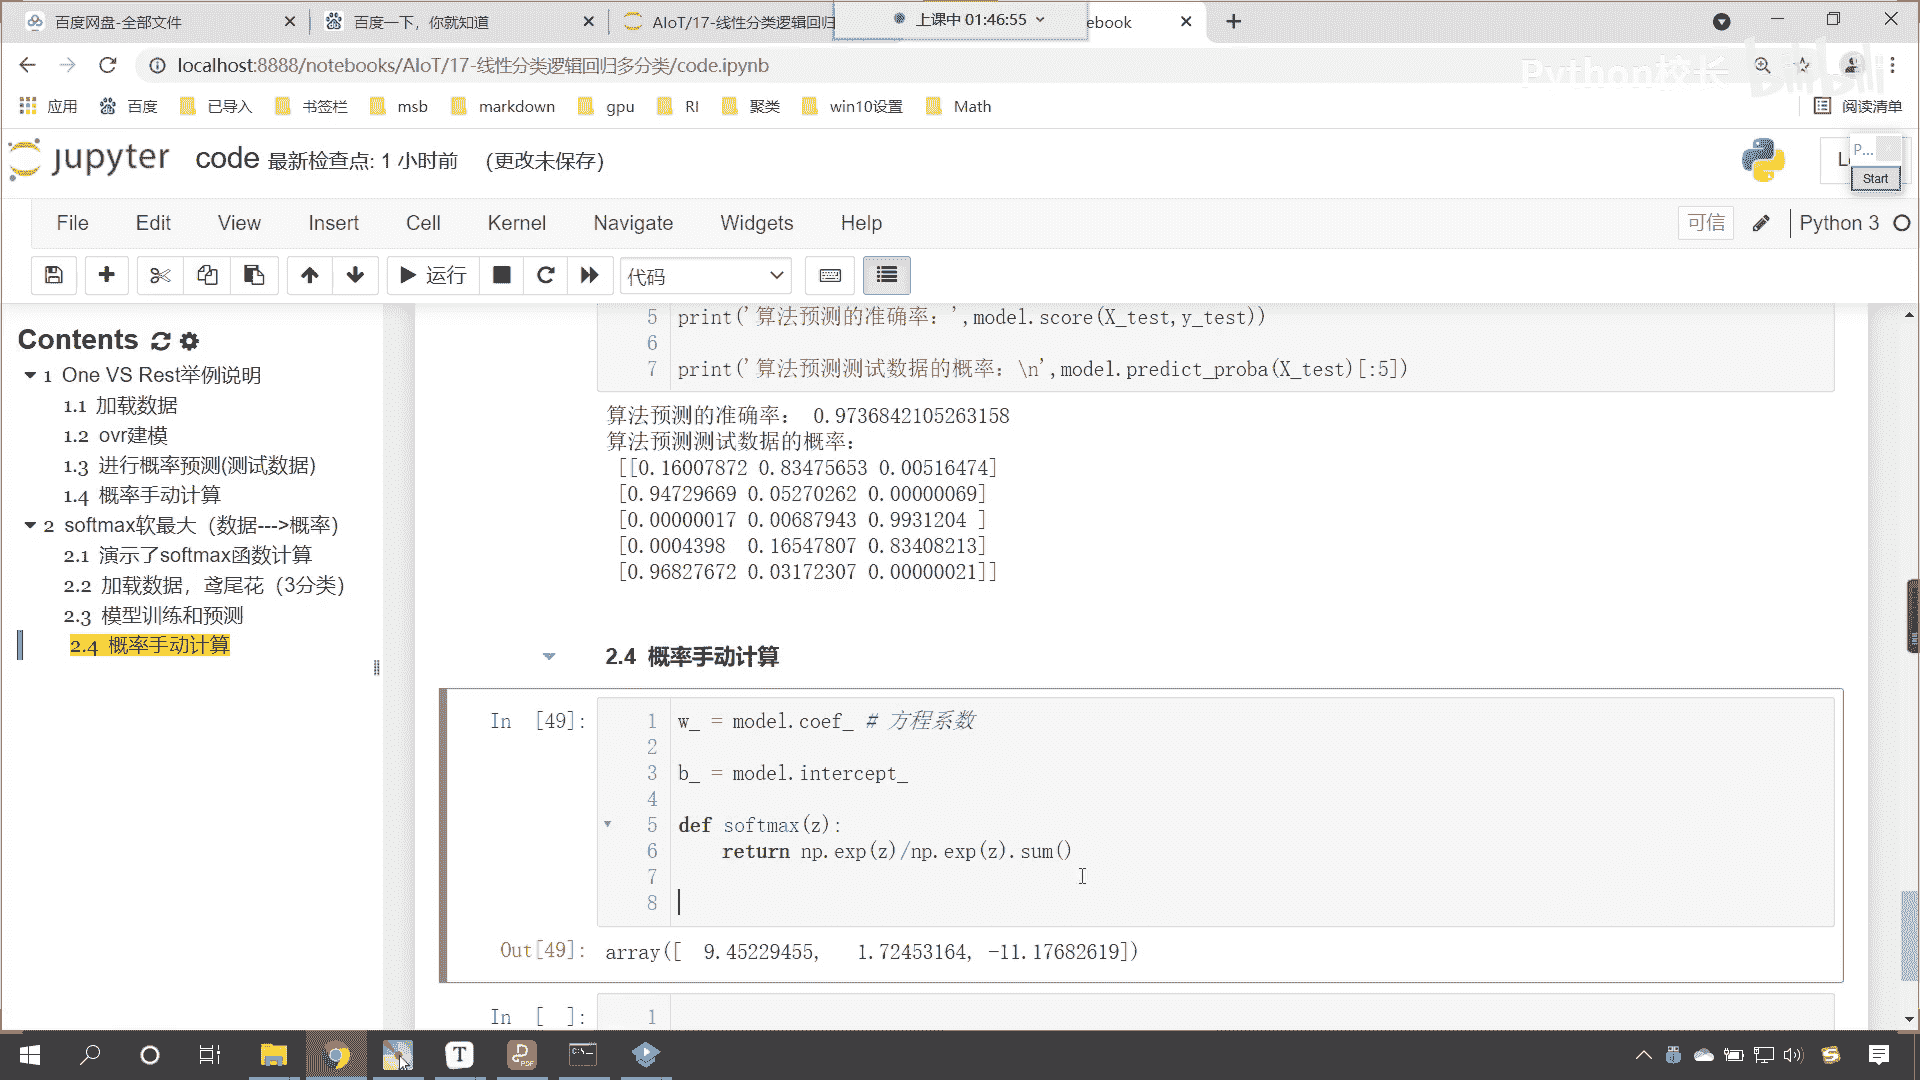 百度网盘-全部文件
百度一下，你就知道
AIoT/17-线性分类逻辑回归
上课中 01:46:55
ebook
localhost:8888/notebooks/AIoT/17-线性分类逻辑回归多分类/code.ipynb
Python校长
bilibili
应用 百度 已导入 书签栏 msb markdown gpu RI 聚类 win10设置 Math 阅读清单
jupyter code 最新检查点: 1 小时前 (更改未保存)
P...
Start
File Edit View Insert Cell Kernel Navigate Widgets Help 可信 Python 3
运行 代码
Contents
1 One VS Rest举例说明
1.1 加载数据
1.2 ovr建模
1.3 进行概率预测(测试数据)
1.4 概率手动计算
2 softmax软最大（数据--->概率）
2.1 演示了softmax函数计算
2.2 加载数据，鸢尾花（3分类）
2.3 模型训练和预测
2.4 概率手动计算
5 print('算法预测的准确率：',model.score(X_test,y_test))
6
7 print('算法预测测试数据的概率：\n',model.predict_proba(X_test)[:5])
算法预测的准确率： 0.9736842105263158
算法预测测试数据的概率：
[[0.16007872 0.83475653 0.00516474]
[0.94729669 0.05270262 0.00000069]
[0.00000017 0.00687943 0.9931204 ]
[0.0004398  0.16547807 0.83408213]
[0.96827672 0.03172307 0.00000021]]
2.4 概率手动计算
In [49]:
1 w_ = model.coef_ # 方程系数
2
3 b_ = model.intercept_
4
5 def softmax(z):
6 return np.exp(z)/np.exp(z).sum()
7
8
Out[49]: array([  9.45229455,   1.72453164, -11.17682619])
In [ ]: 1